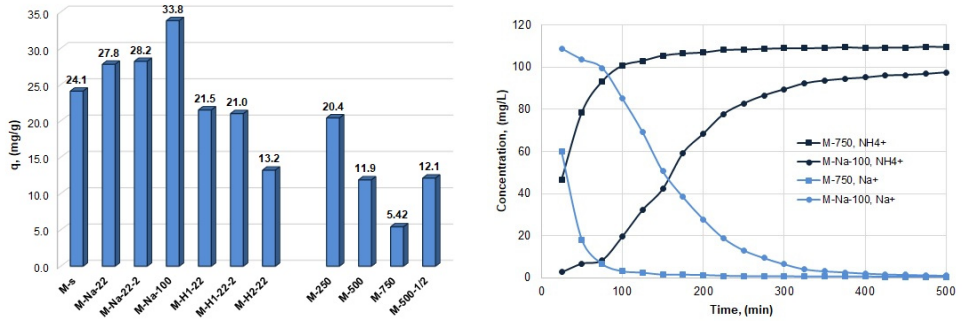 q, (mg/g)
35.0
30.0
25.0
20.0
15.0
10.0
5.0
0.0
24.1
27.8
28.2
33.8
21.5
21.0
13.2
20.4
11.9
5.42
12.1
M-s
M-Na-22
M-Na-22-2
M-Na-100
M-H1-22
M-H1-22-2
M-H2-22
M-250
M-500
M-750
M-500-1/2
Concentration, (mg/L)
120
100
80
60
40
20
0
M-750, NH4+
M-Na-100, NH4+
M-750, Na+
M-Na-100, Na+
0 100 200 300 400 500
Time, (min)